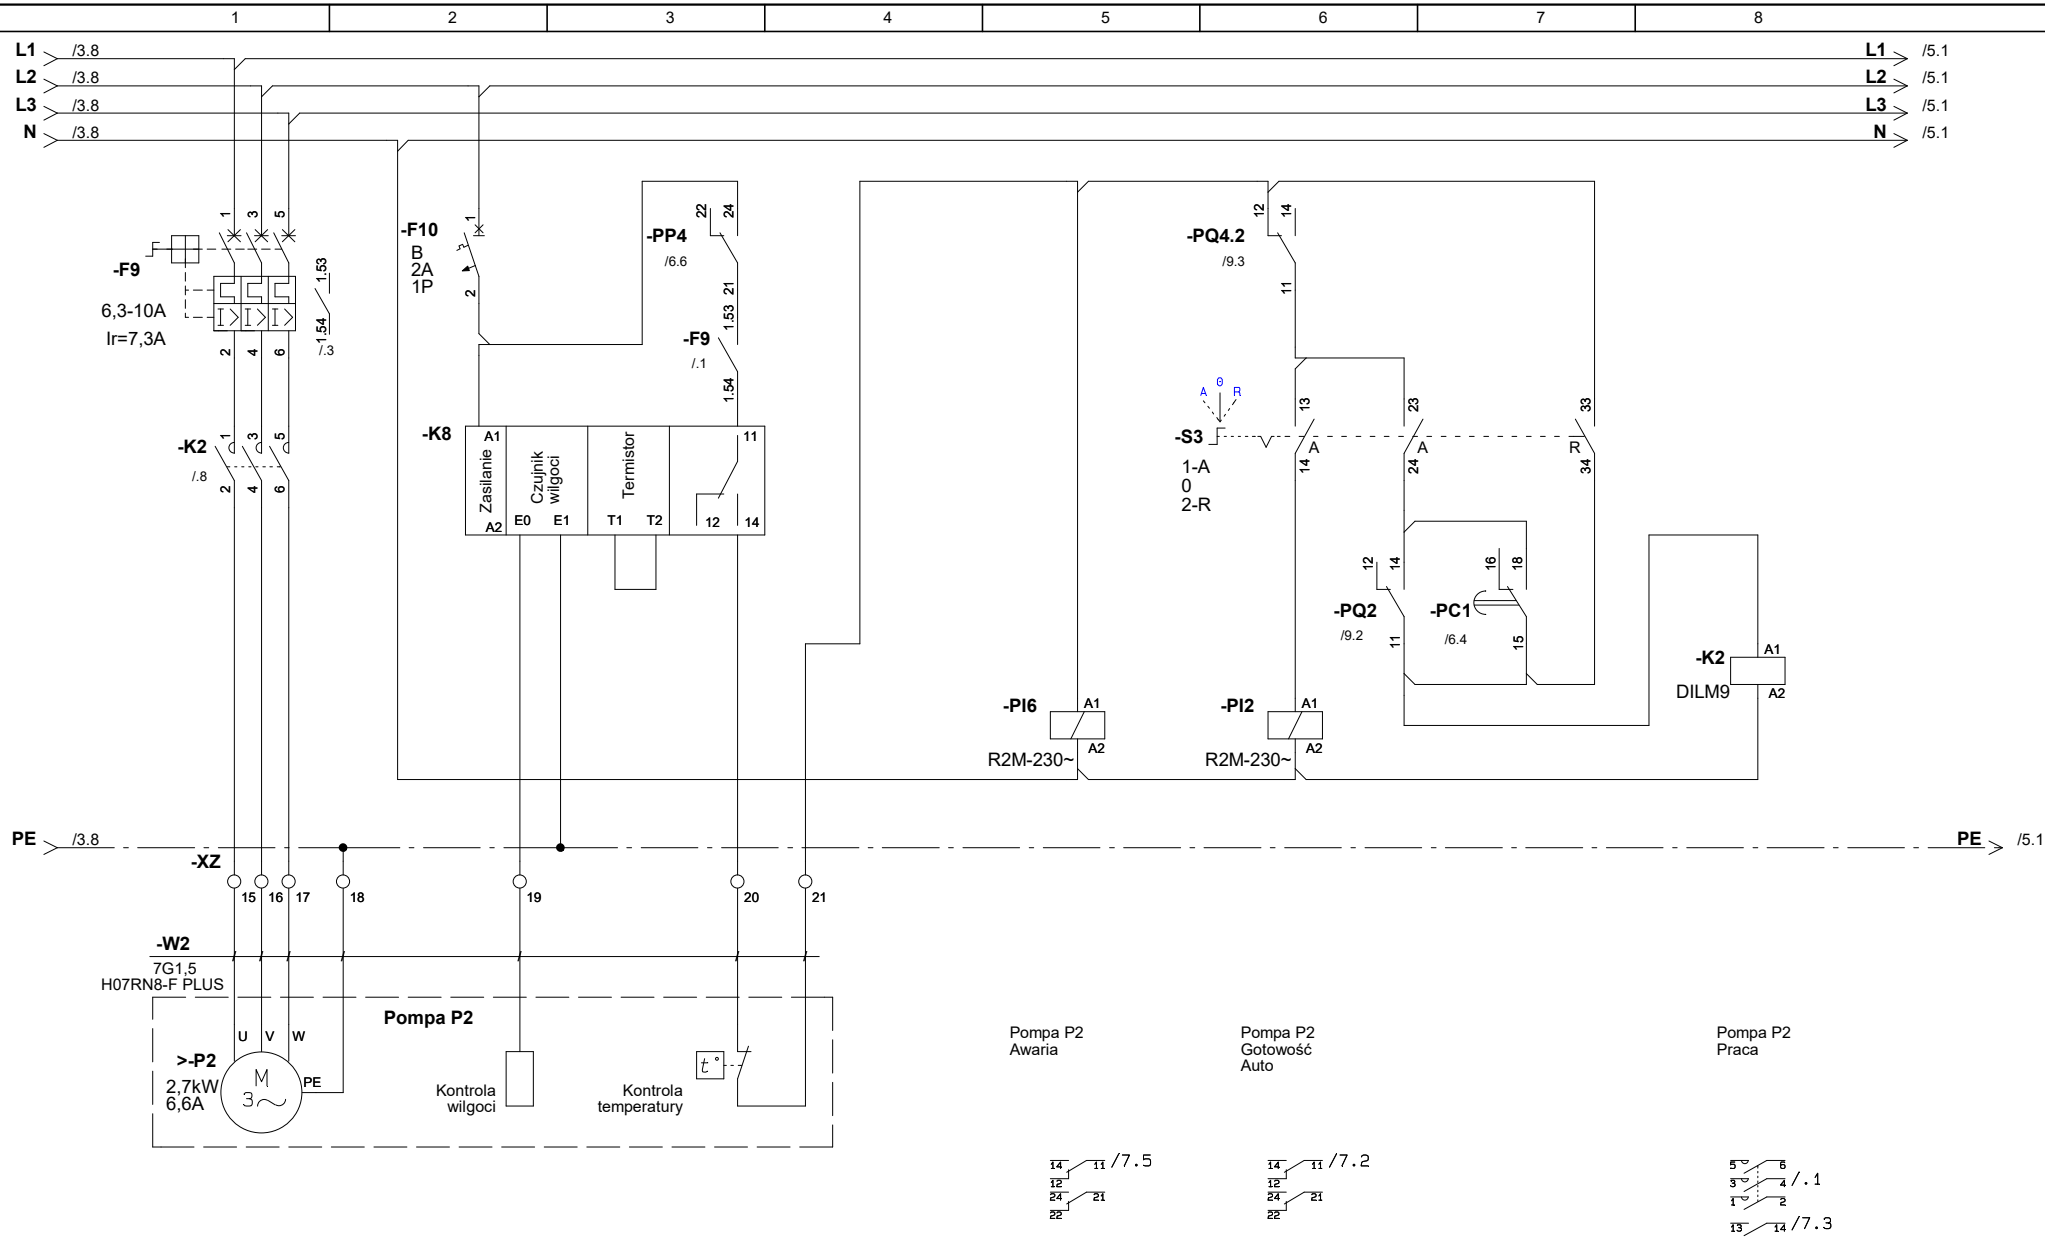 1 2 3 4 5 6 7 8
L1 /3.8 L1 /5.1
L2 /3.8 L2 /5.1
L3 /3.8 L3 /5.1
N /3.8 N /5.1
-F9
6,3-10A
Ir=7,3A
1 3 5
I> I> I>
2 4 6
1.53
1.54
/.3
-K2
/.8
1 3 5
2 4 6
-F10
B
2A
1P
1
2
-PP4
/6.6
22 24
21
-F9
/.1
1.53
1.54
-K8
A1
Zasilanie
A2
Czujnik
wilgoci
E0 E1
Termistor
T1 T2
11
12 14
-PQ4.2
/9.3
12 14
11
A 0 R
-S3
1-A
0
2-R
13
14
A
23
24
A
33
34
R
-PQ2
/9.2
12 14
11
-PC1
/6.4
16 18
15
-K2
DILM9
A1
A2
-PI6
R2M-230~
A1
A2
-PI2
R2M-230~
A1
A2
PE /3.8 PE /5.1
-XZ
15 16 17 18 19 20 21
-W2
7G1,5
H07RN8-F PLUS
Pompa P2
U V W
>-P2
2,7kW
6,6A
M
3~
PE
Kontrola
wilgoci
Kontrola
temperatury
t°
Pompa P2
Awaria
Pompa P2
Gotowość
Auto
Pompa P2
Praca
14 11 /7.5
12
24 21
22
14 11 /7.2
12
24 21
22
5 6
3 4 /.1
1 2
13 14 /7.3